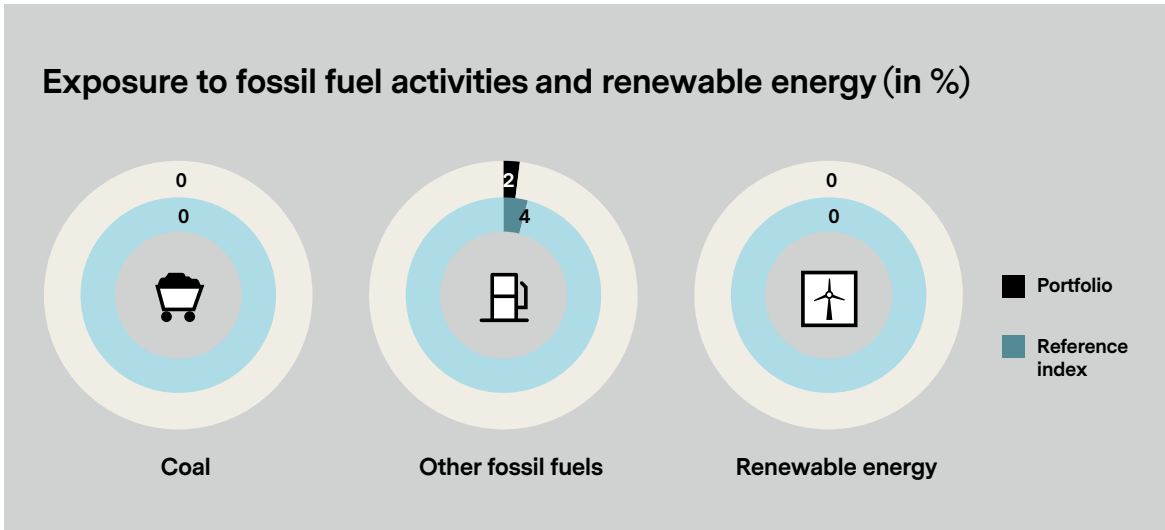 Exposure to fossil fuel activities and renewable energy (in %)
0
0
2
4
0
0
Portfolio
Reference
index
Coal
Other fossil fuels
Renewable energy